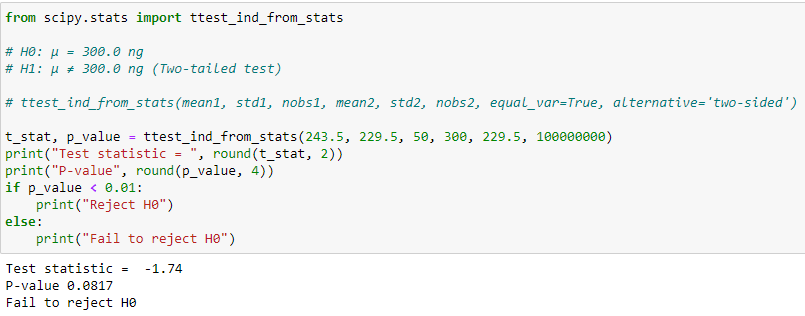 from scipy.stats import ttest_ind_from_stats
# H0: μ = 300.0 ng
# H1: μ ≠ 300.0 ng (Two-tailed test)
# ttest_ind_from_stats(mean1, std1, nobs1, mean2, std2, nobs2, equal_var=True, alternative='two-sided')
t_stat, p_value = ttest_ind_from_stats(243.5, 229.5, 50, 300, 229.5, 100000000)
print("Test statistic = ", round(t_stat, 2))
print("P-value", round(p_value, 4))
if p_value < 0.01:
    print("Reject H0")
else:
    print("Fail to reject H0")
Test statistic =  -1.74
P-value 0.0817
Fail to reject H0